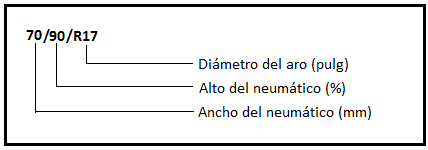 70/90/R17
Diámetro del aro (pulg)
Alto del neumático (%)
Ancho del neumático (mm)